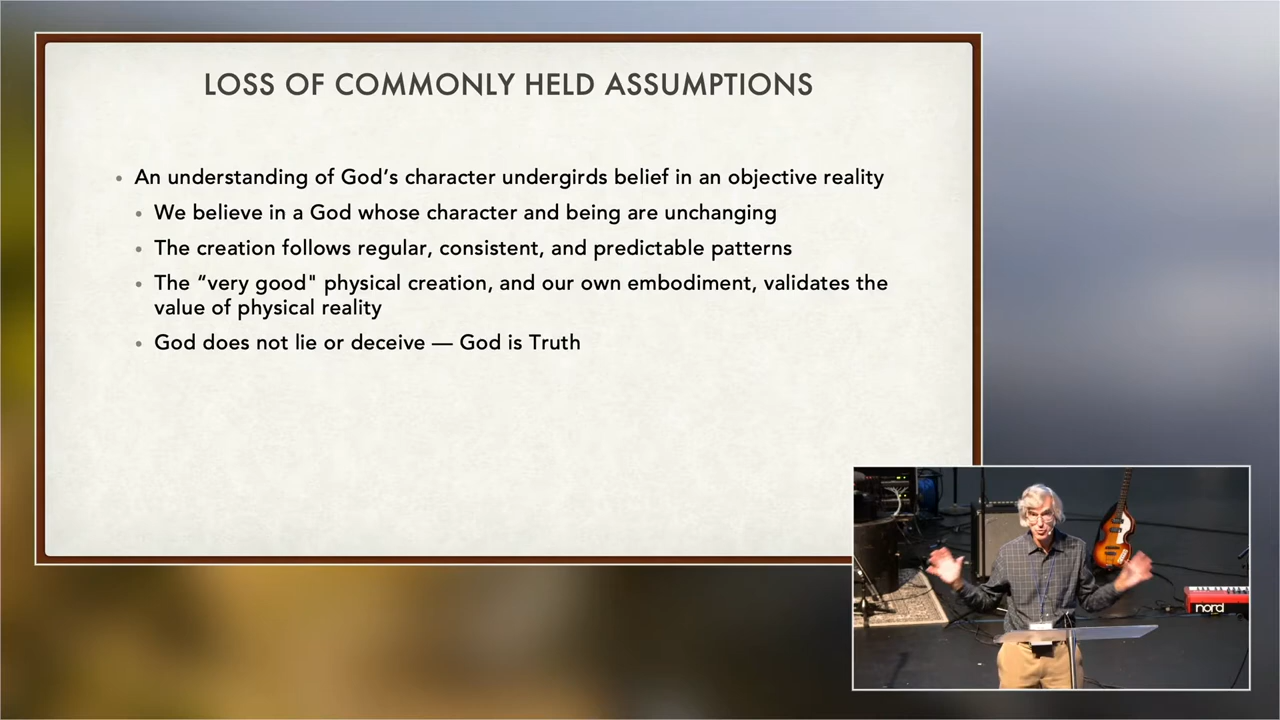 LOSS OF COMMONLY HELD ASSUMPTIONS
• An understanding of God‘s character undergirds belief in an objective reality
• We believe in a God whose character and being are unchanging
• The creation follows regular, consistent, and predictable patterns
• The “very good" physical creation, and our own embodiment, validates the
value of physical reality
• God does not lie or deceive — God is Truth
nord